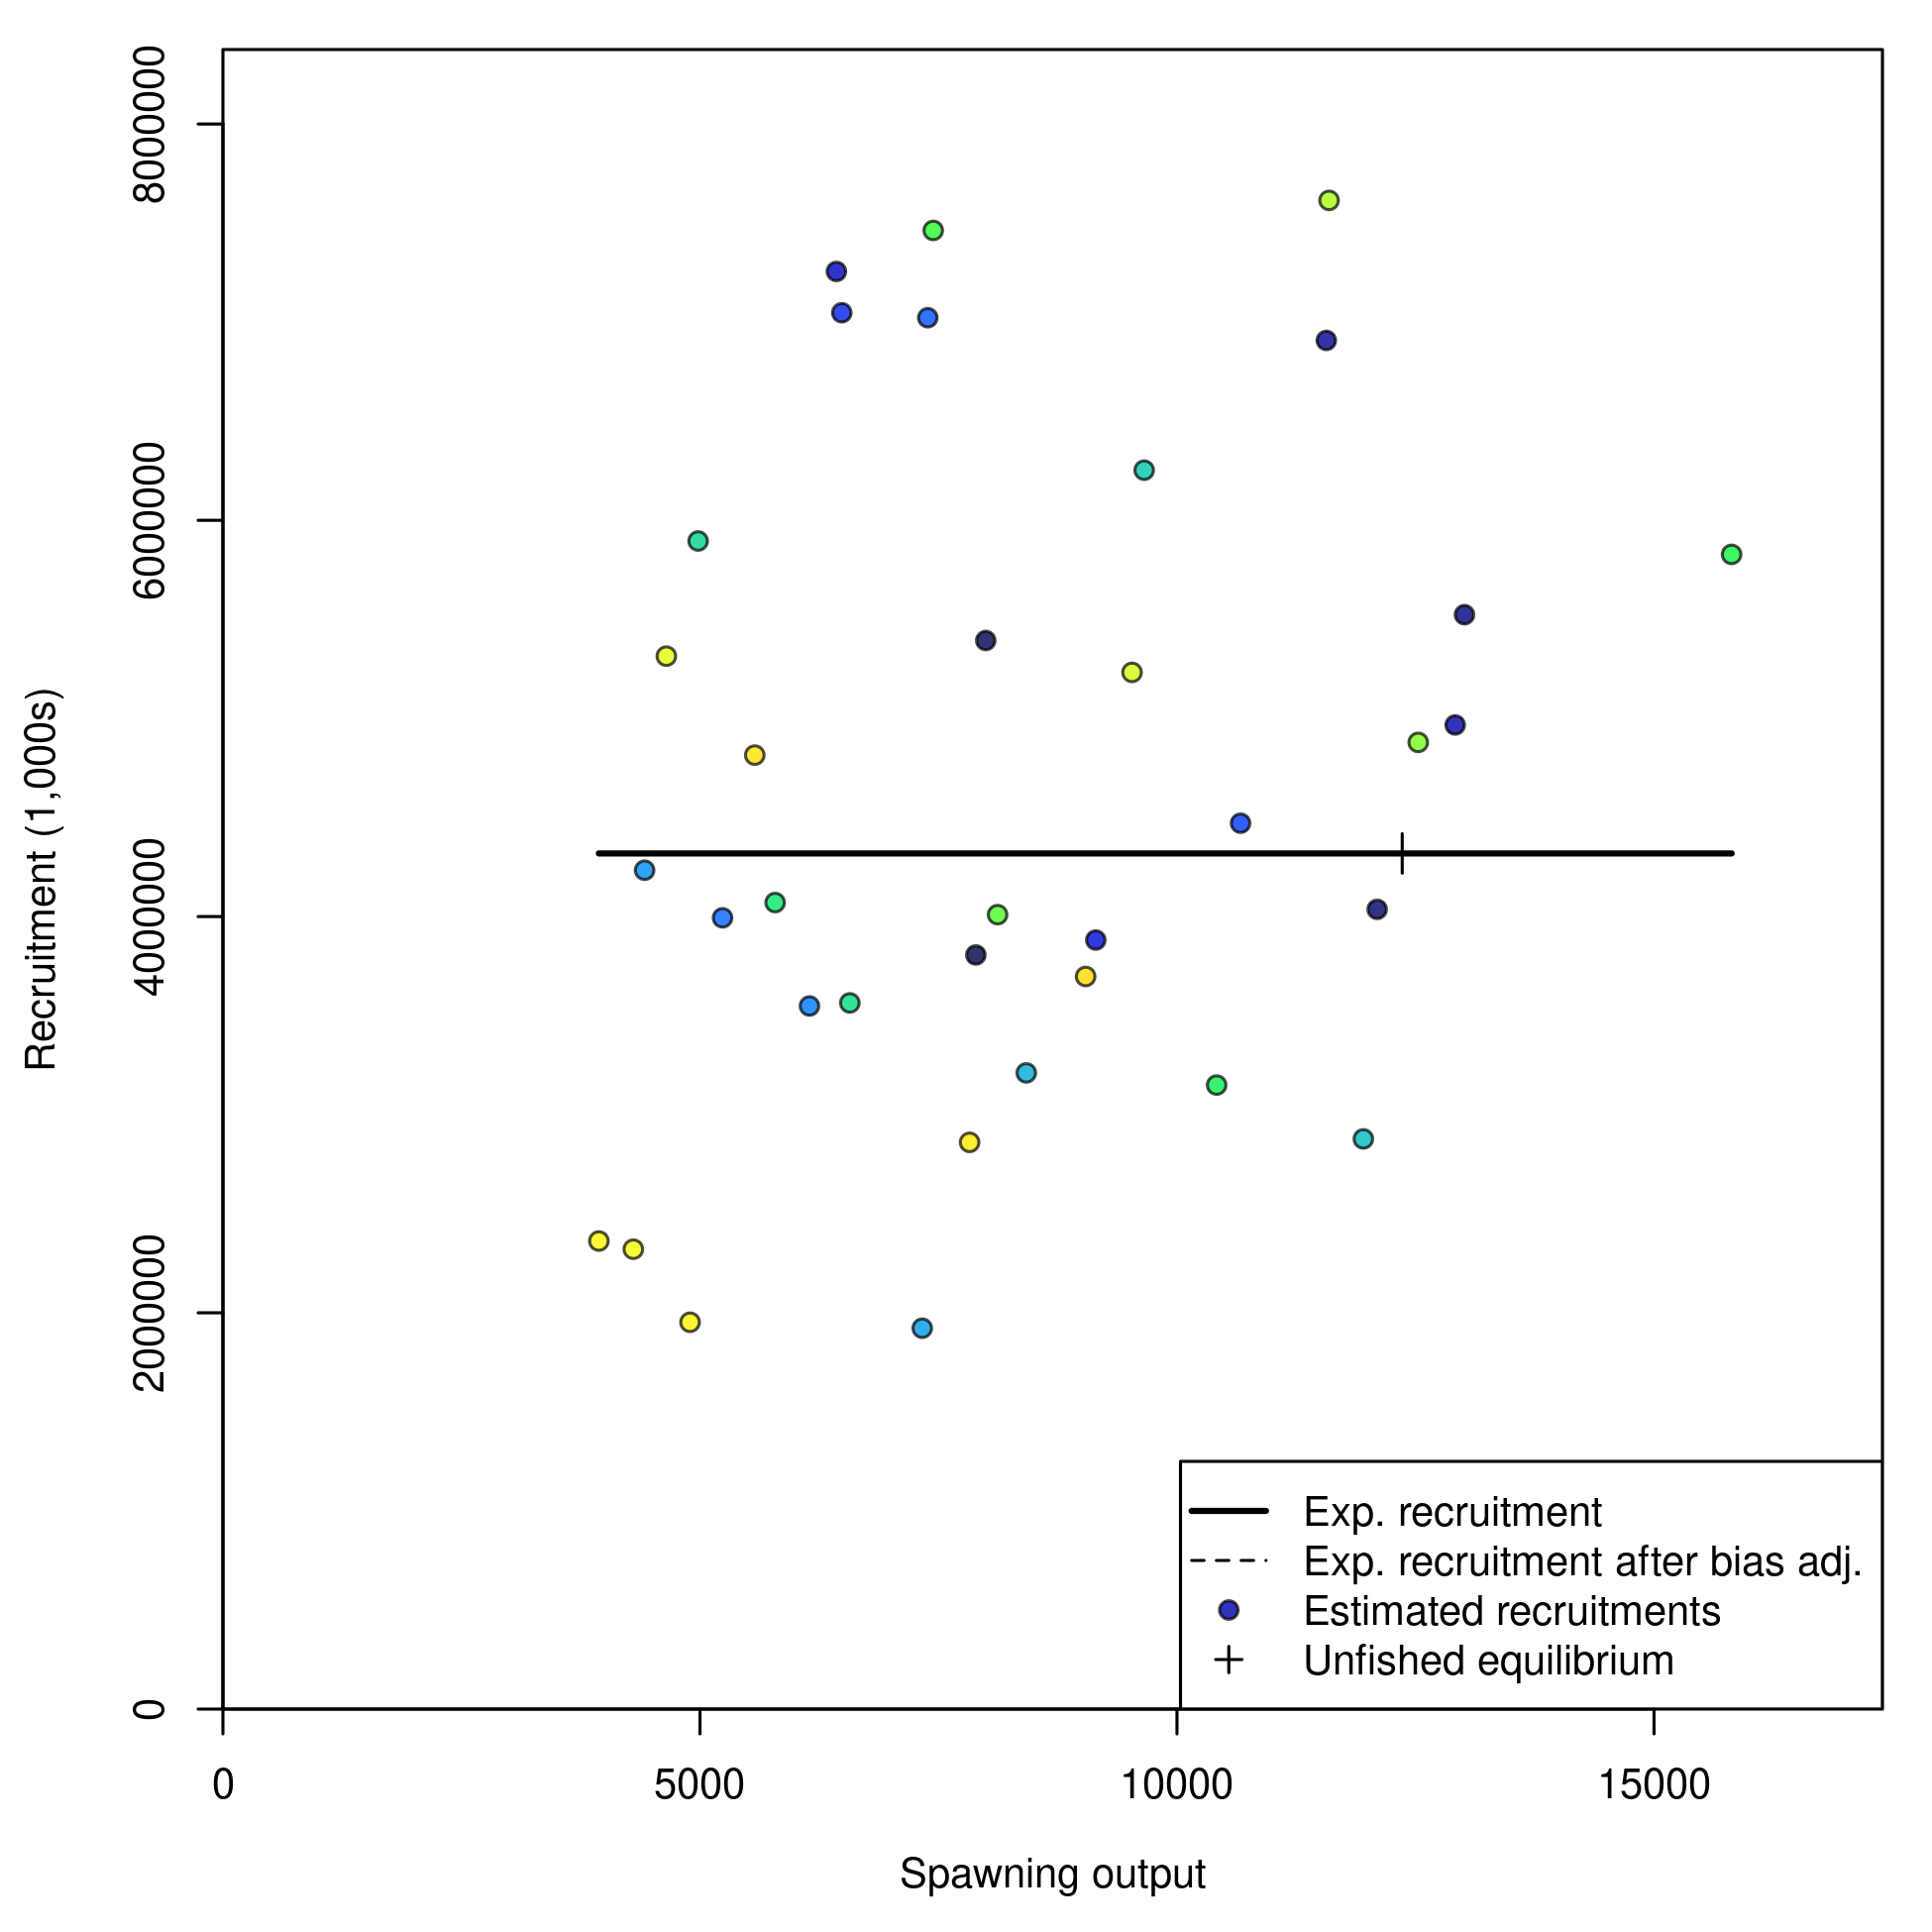 8000000
6000000
4000000
2000000
0
Recruitment (1,000s)
0 5000 10000 15000
Spawning output
Exp. recruitment
Exp. recruitment after bias adj.
Estimated recruitments
Unfished equilibrium